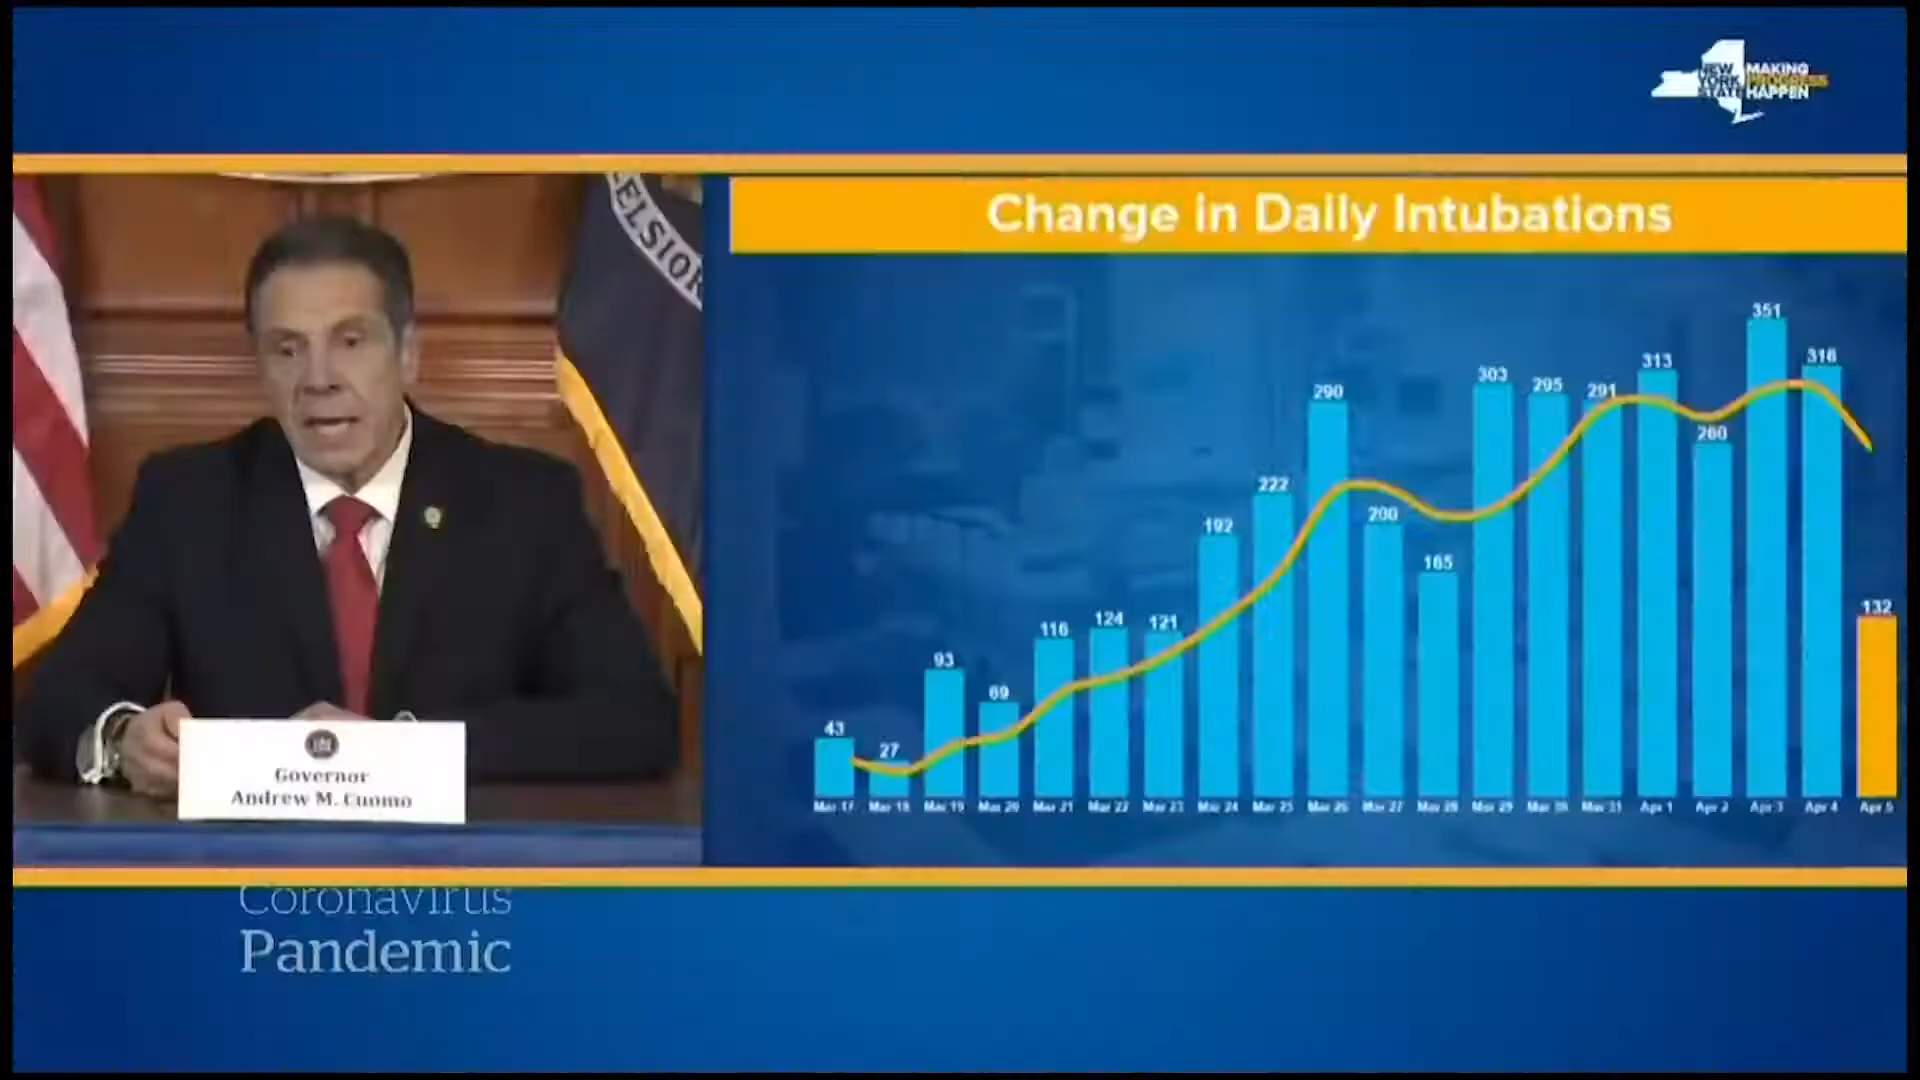 NEW
YORK
STATE
MAKING
PROGRESS
HAPPEN
ELSIOR
Change in Daily Intubations
43
27
93
69
116
124
121
192
222
290
200
165
303
295
291
313
260
351
316
132
Mar 17
Mar 18
Mar 19
Mar 20
Mar 21
Mar 22
Mar 23
Mar 24
Mar 25
Mar 26
Mar 27
Mar 28
Mar 29
Mar 30
Mar 31
Apr 1
Apr 2
Apr 3
Apr 4
Apr 5
Governor
Andrew M. Cuomo
Coronavirus
Pandemic